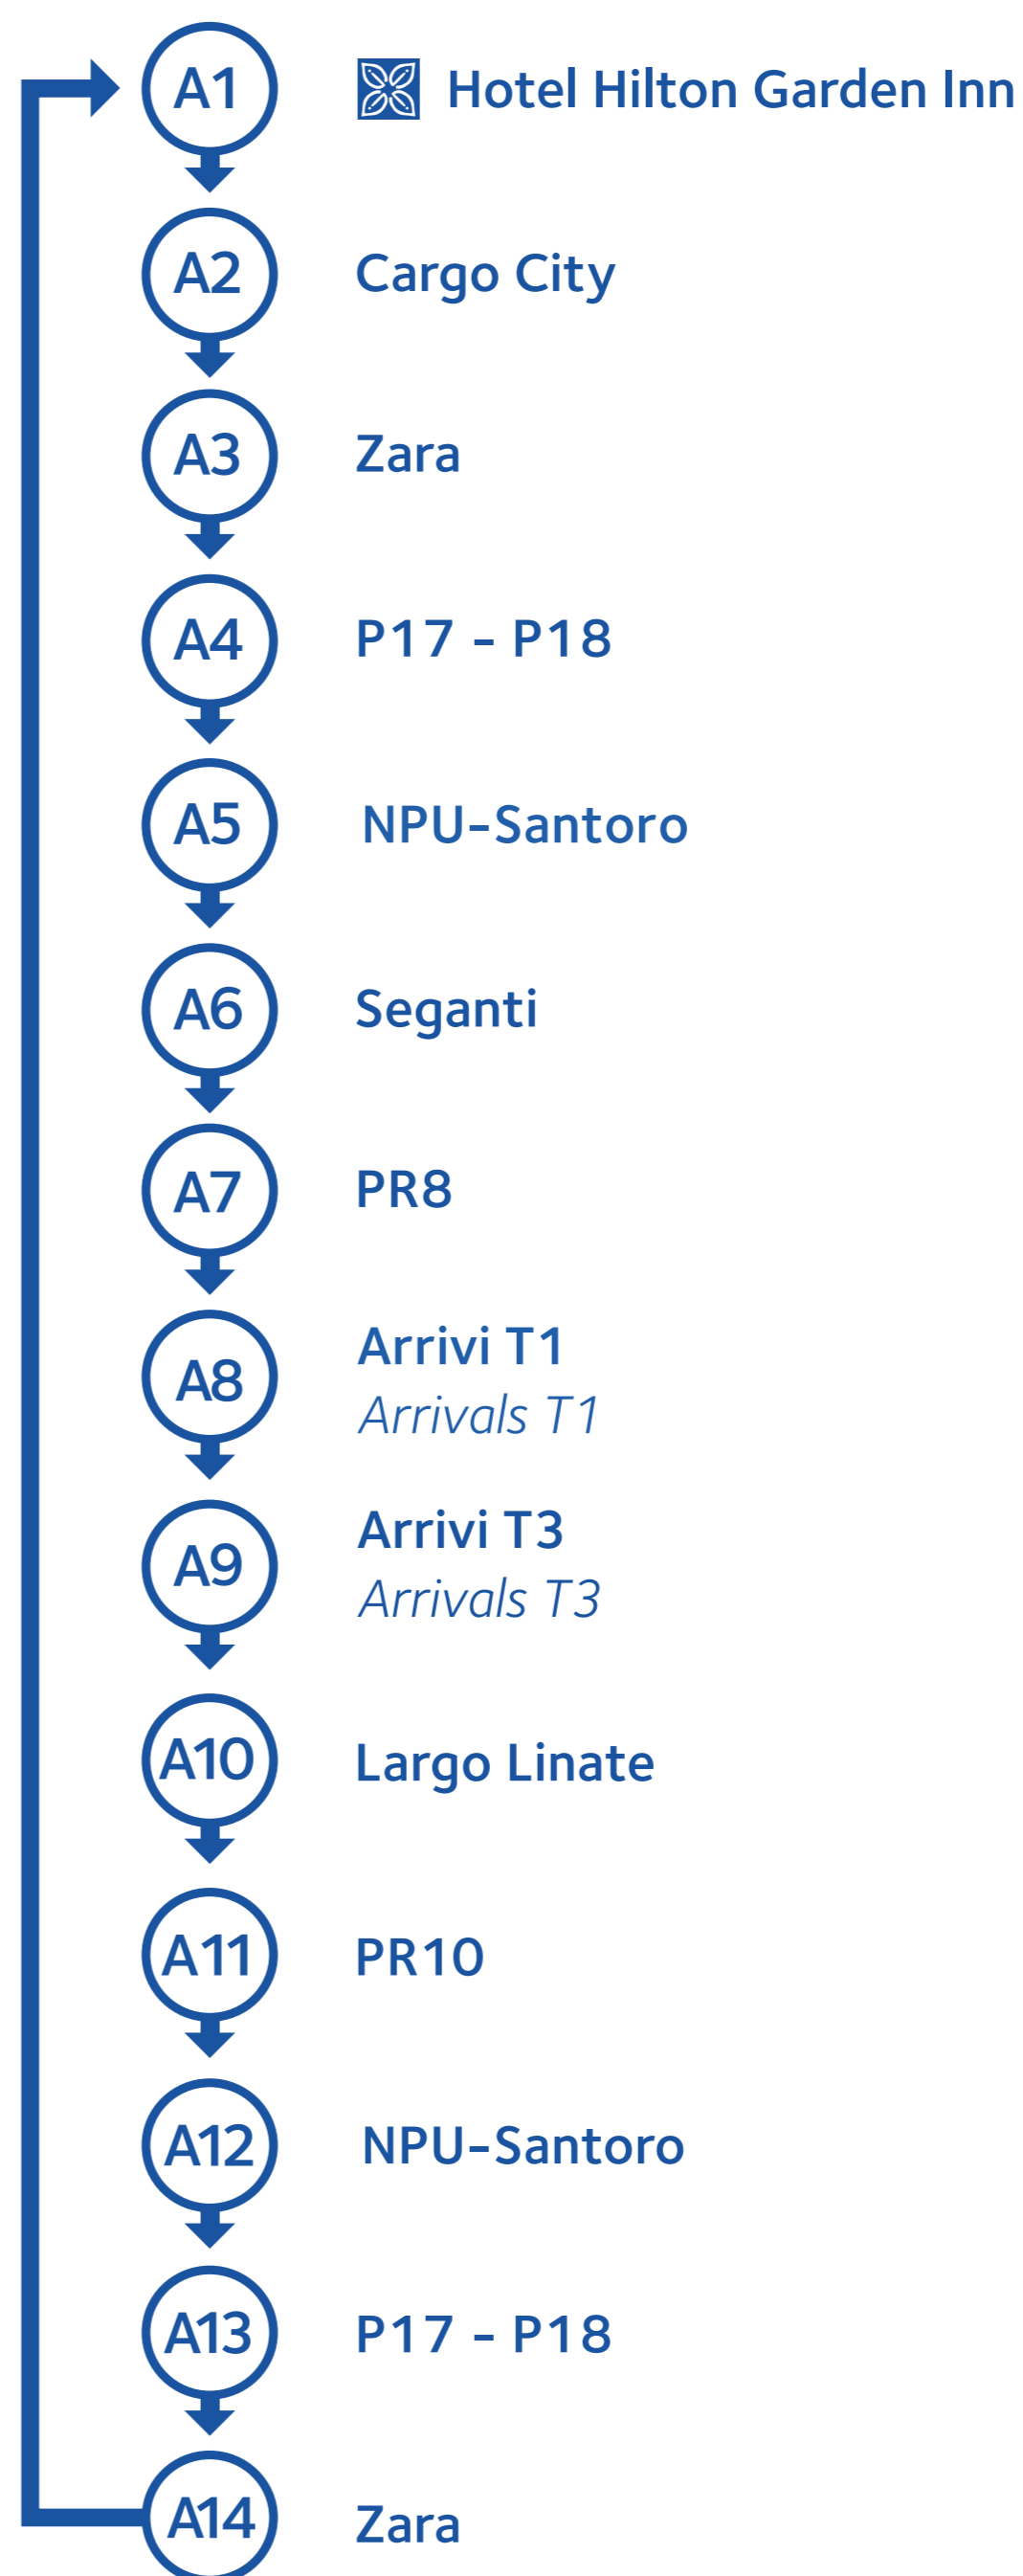 A1 Hotel Hilton Garden Inn
A2 Cargo City
A3 Zara
A4 P17 - P18
A5 NPU-Santoro
A6 Seganti
A7 PR8
A8 Arrivi T1
Arrivals T1
A9 Arrivi T3
Arrivals T3
A10 Largo Linate
A11 PR10
A12 NPU-Santoro
A13 P17 - P18
A14 Zara